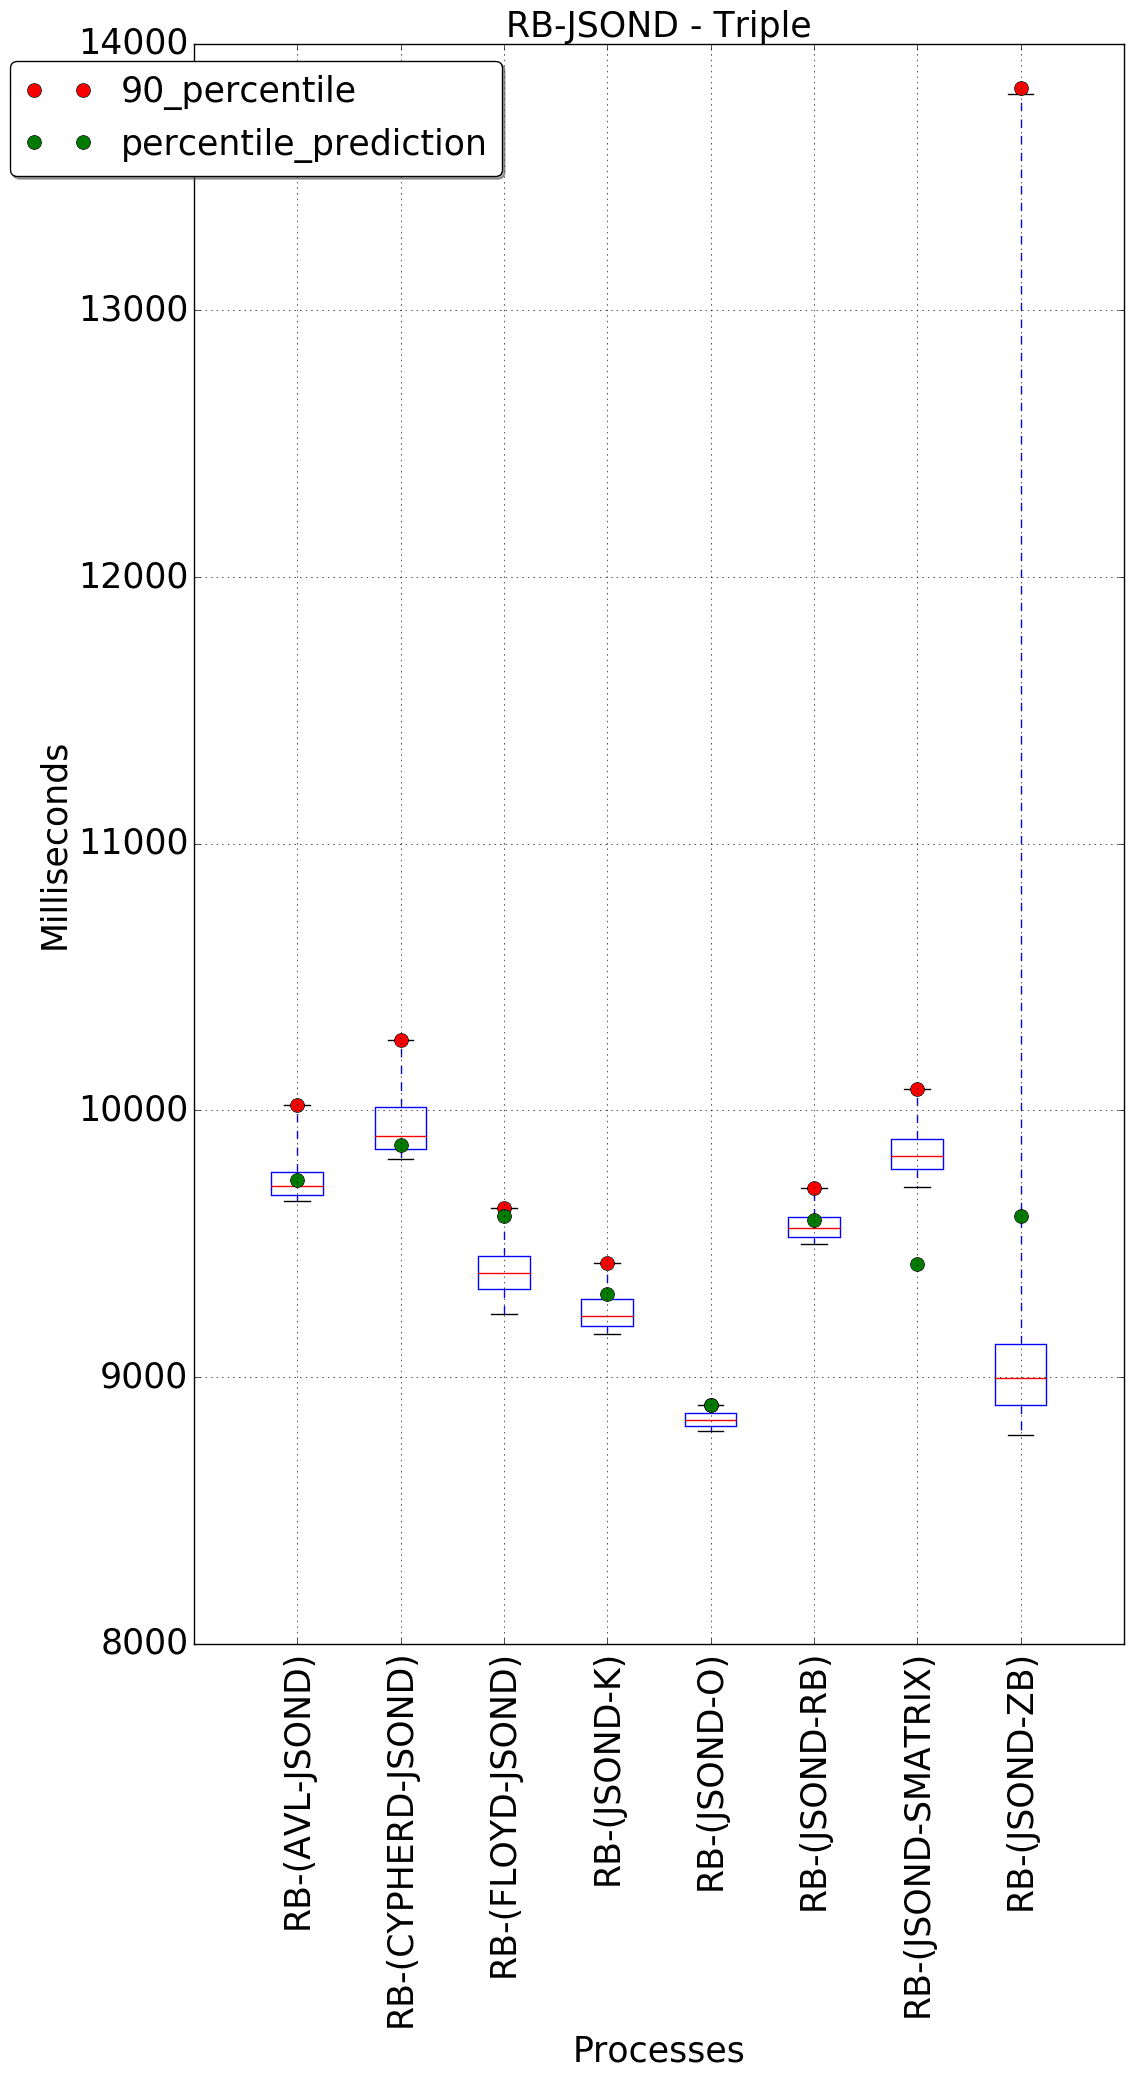 RB-JSOND - Triple
90_percentile
percentile_prediction
14000
13000
12000
11000
10000
9000
8000
Milliseconds
RB-(AVL-JSOND)
RB-(CYPHERD-JSOND)
RB-(FLOYD-JSOND)
RB-(JSOND-K)
RB-(JSOND-O)
RB-(JSOND-RB)
RB-(JSOND-SMATRIX)
RB-(JSOND-ZB)
Processes